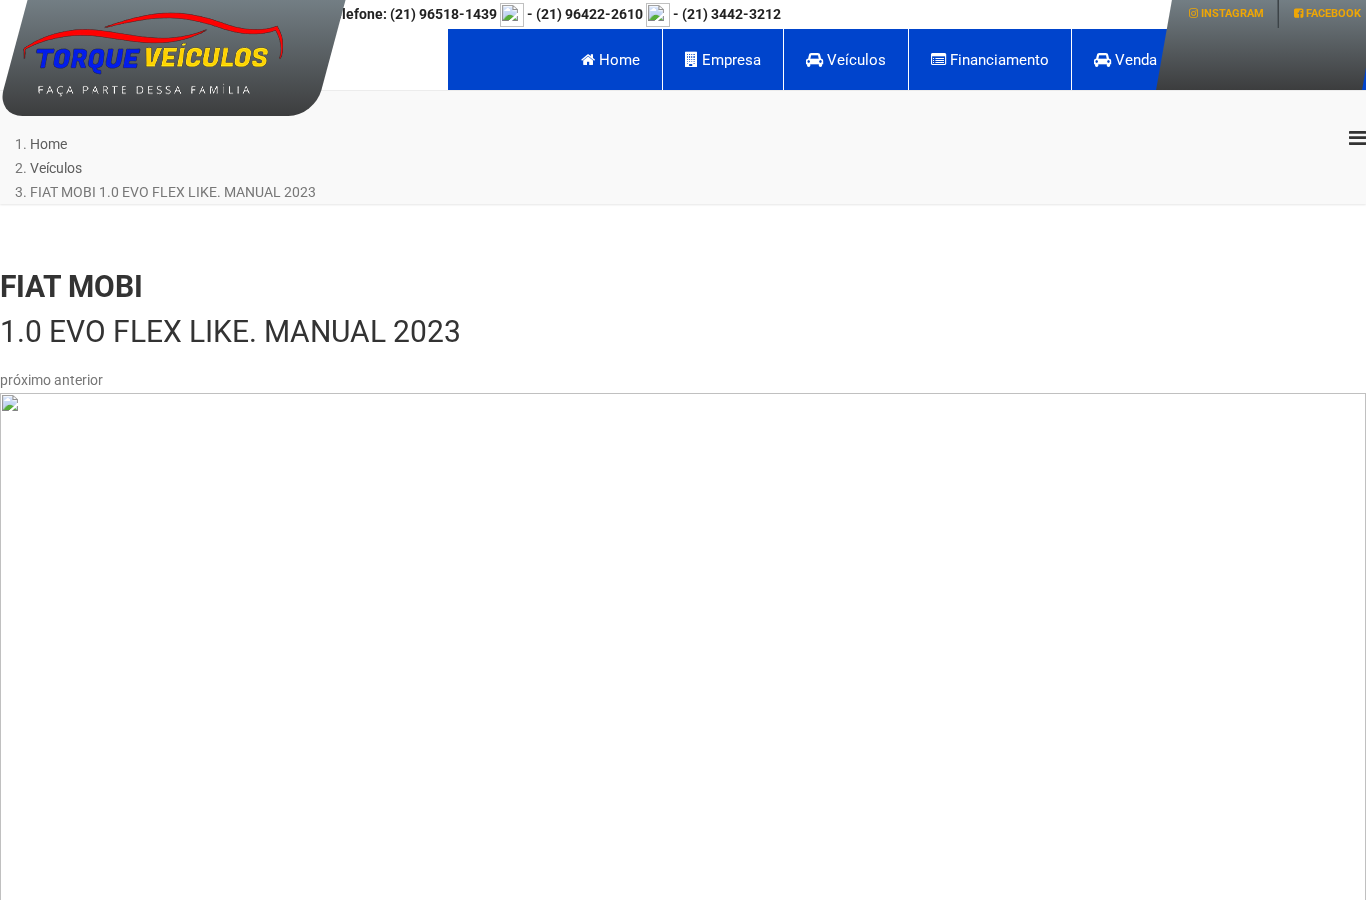 lefone: (21) 96518-1439 - (21) 96422-2610 - (21) 3442-3212
INSTAGRAM
FACEBOOK
TORQUE VEÍCULOS
FAÇA PARTE DESSA FAMÍLIA
Home
Empresa
Veículos
Financiamento
Venda
1. Home
2. Veículos
3. FIAT MOBI 1.0 EVO FLEX LIKE. MANUAL 2023
FIAT MOBI
1.0 EVO FLEX LIKE. MANUAL 2023
próximo anterior